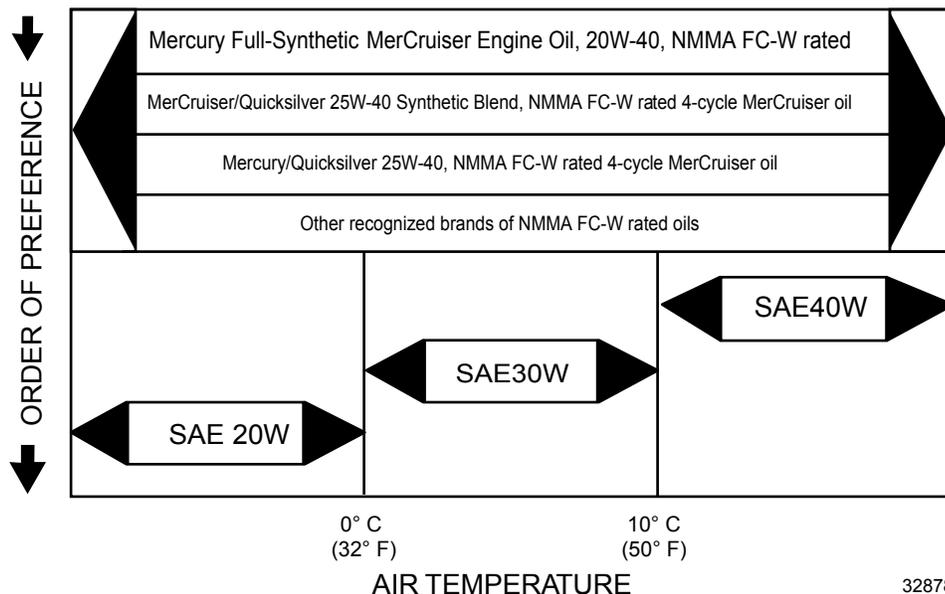 ORDER OF PREFERENCE
Mercury Full-Synthetic MerCruiser Engine Oil, 20W-40, NMMA FC-W rated
MerCruiser/Quicksilver 25W-40 Synthetic Blend, NMMA FC-W rated 4-cycle MerCruiser oil
Mercury/Quicksilver 25W-40, NMMA FC-W rated 4-cycle MerCruiser oil
Other recognized brands of NMMA FC-W rated oils
SAE40W
SAE30W
SAE 20W
0° C
(32° F)
10° C
(50° F)
AIR TEMPERATURE
32878